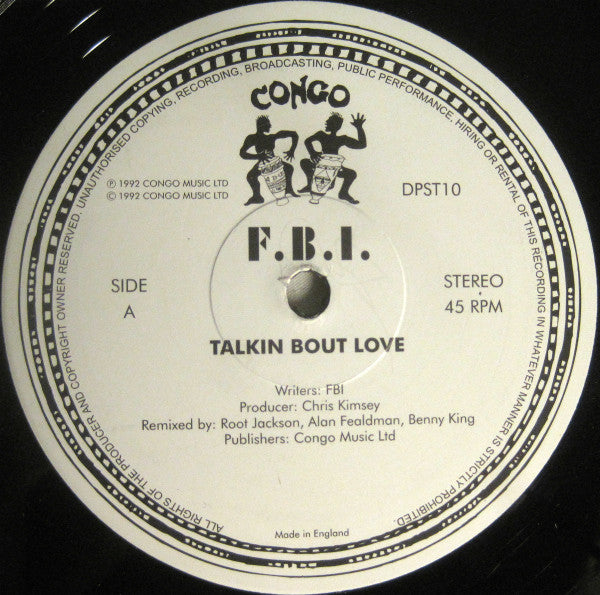 ALL RIGHTS OF THE PRODUCER AND COPYRIGHT OWNER RESERVED, UNAUTHORISED COPYING, RECORDING, BROADCASTING, PUBLIC PERFORMANCE, HIRING OR RENTAL OF THIS RECORDING IN WHATEVER MANNER IS STRICTLY PROHIBITED
CONGO
℗ 1992 CONGO MUSIC LTD
© 1992 CONGO MUSIC LTD
DPST10
F.B.I.
SIDE
A
STEREO
45 RPM
TALKIN BOUT LOVE
Writers: FBI
Producer: Chris Kimsey
Remixed by: Root Jackson, Alan Fealdman, Benny King
Publishers: Congo Music Ltd
Made in England